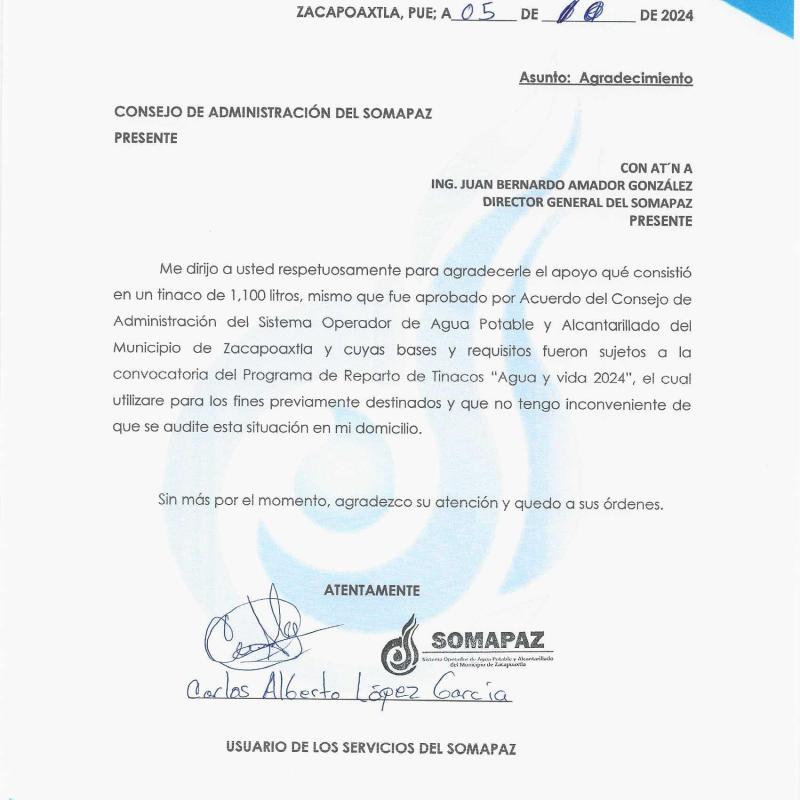 ZACAPOAXTLA, PUE; A 05 DE 10 DE 2024
Asunto: Agradecimiento
CONSEJO DE ADMINISTRACIÓN DEL SOMAPAZ
PRESENTE
CON AT´N A
ING. JUAN BERNARDO AMADOR GONZÁLEZ
DIRECTOR GENERAL DEL SOMAPAZ
PRESENTE
Me dirijo a usted respetuosamente para agradecerle el apoyo qué consistió
en un tinaco de 1,100 litros, mismo que fue aprobado por Acuerdo del Consejo de
Administración del Sistema Operador de Agua Potable y Alcantarillado del
Municipio de Zacapoaxtla y cuyas bases y requisitos fueron sujetos a la
convocatoria del Programa de Reparto de Tinacos “Agua y vida 2024”, el cual
utilizare para los fines previamente destinados y que no tengo inconveniente de
que se audite esta situación en mi domicilio.
Sin más por el momento, agradezco su atención y quedo a sus órdenes.
ATENTAMENTE
SOMAPAZ
Sistema Operador de Agua Potable y Alcantarillado
del Municipio de Zacapoaxtla
Carlos Alberto López García
USUARIO DE LOS SERVICIOS DEL SOMAPAZ